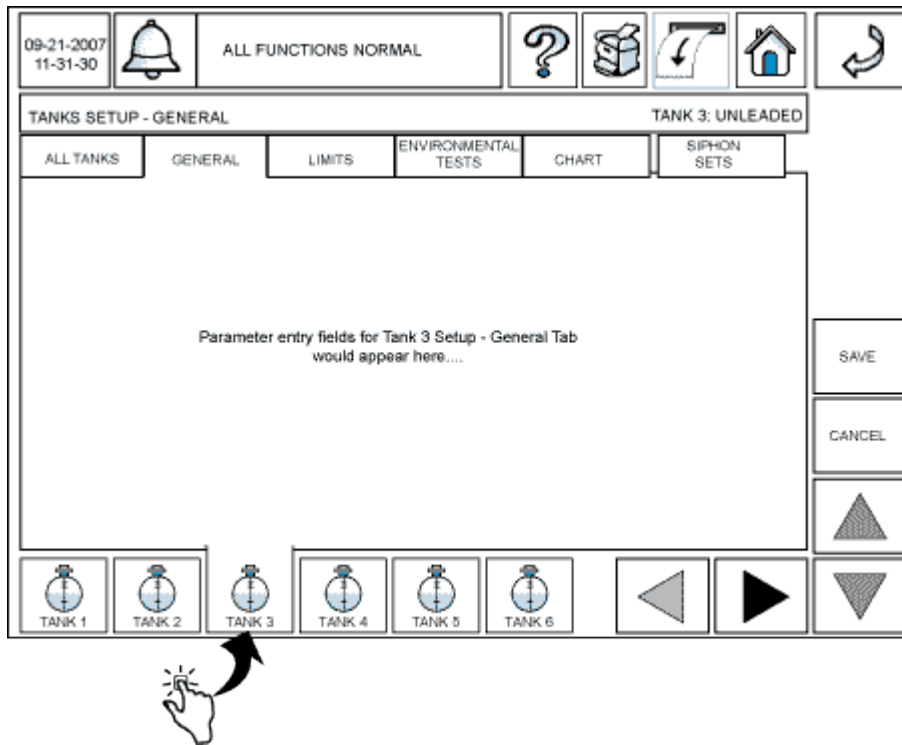 09-21-2007
11-31-30
ALL FUNCTIONS NORMAL
TANKS SETUP - GENERAL
TANK 3: UNLEADED
ALL TANKS
GENERAL
LIMITS
ENVIRONMENTAL
TESTS
CHART
SIPHON
SETS
Parameter entry fields for Tank 3 Setup - General Tab
would appear here....
SAVE
CANCEL
TANK 1
TANK 2
TANK 3
TANK 4
TANK 5
TANK 6